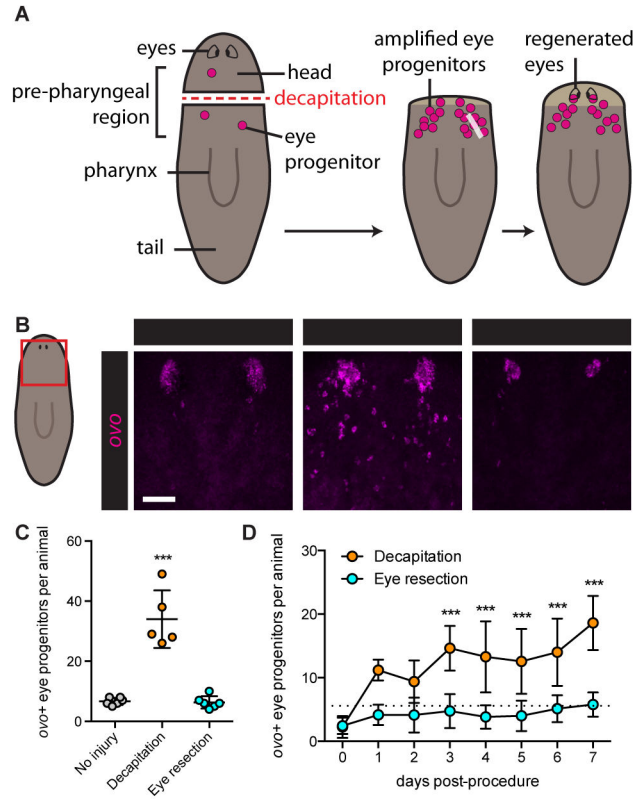 A
eyes
head
pre-pharyngeal
region
decapitation
eye
progenitor
pharynx
tail
amplified eye
progenitors
regenerated
eyes
B
ovo
C
ovo+ eye progenitors per animal
60
40
20
0
***
No injury
Decapitation
Eye resection
D
ovo+ eye progenitors per animal
30
20
10
0
Decapitation
Eye resection
*** *** *** *** ***
0 1 2 3 4 5 6 7
days post-procedure